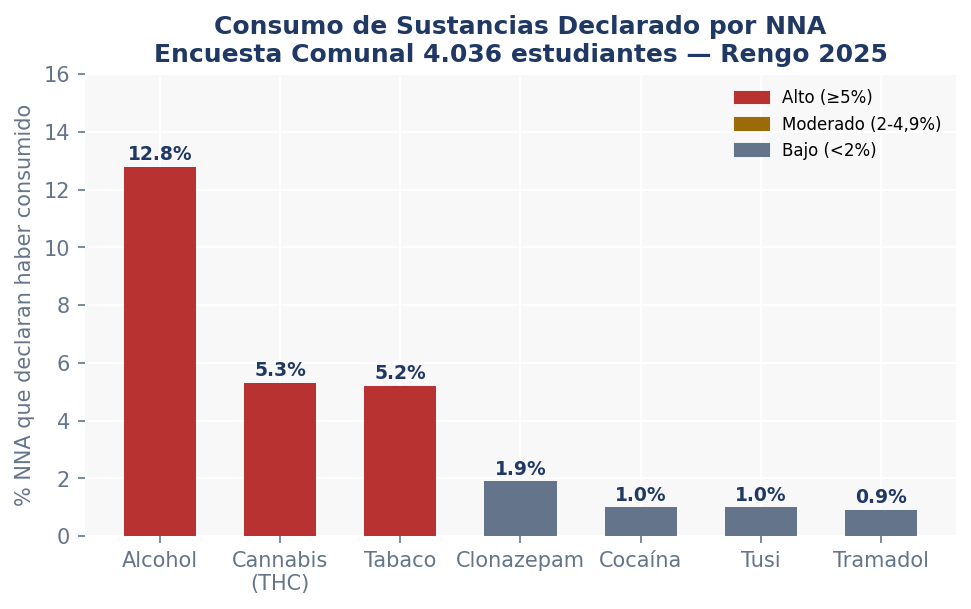 Consumo de Sustancias Declarado por NNA
Encuesta Comunal 4.036 estudiantes — Rengo 2025
% NNA que declaran haber consumido
16
14
12
10
8
6
4
2
0
Alto (≥5%)
Moderado (2-4,9%)
Bajo (<2%)
12.8%
5.3%
5.2%
1.9%
1.0%
1.0%
0.9%
Alcohol
Cannabis
(THC)
Tabaco
Clonazepam
Cocaína
Tusi
Tramadol